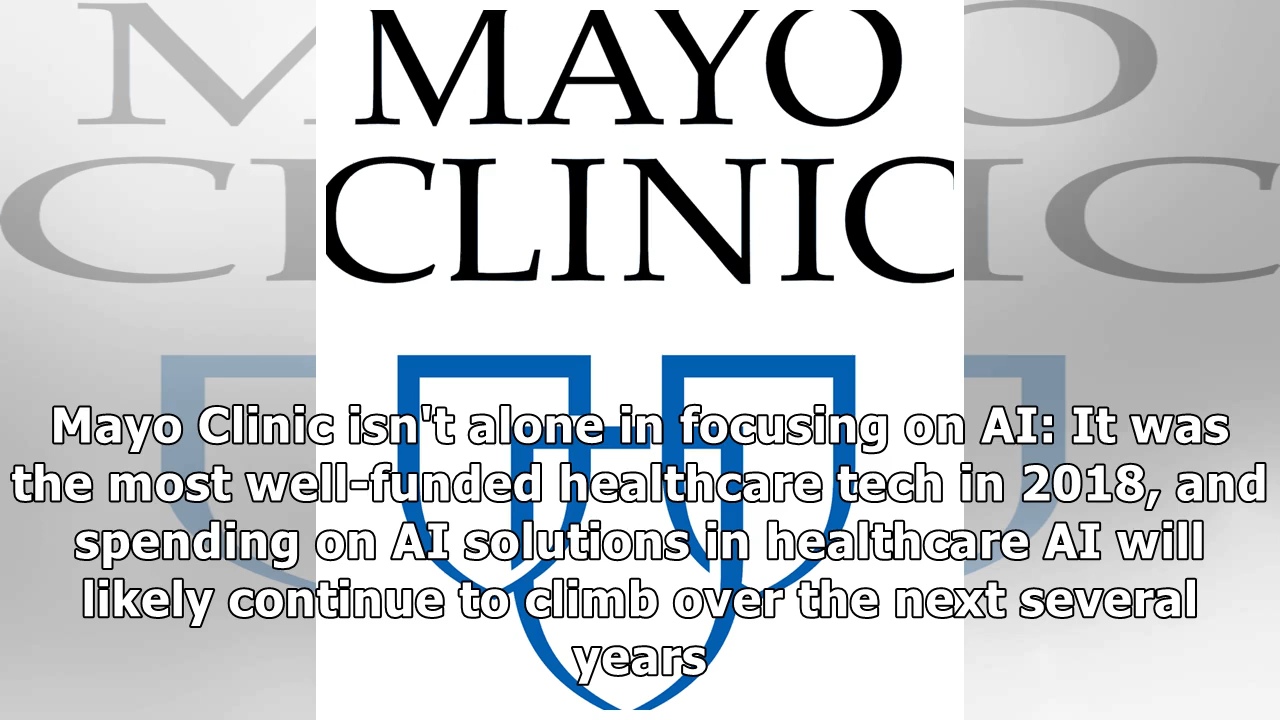 MAYO
CLINIC
Mayo Clinic isn't alone in focusing on AI: It was
the most well-funded healthcare tech in 2018, and
spending on AI solutions in healthcare AI will
likely continue to climb over the next several
years